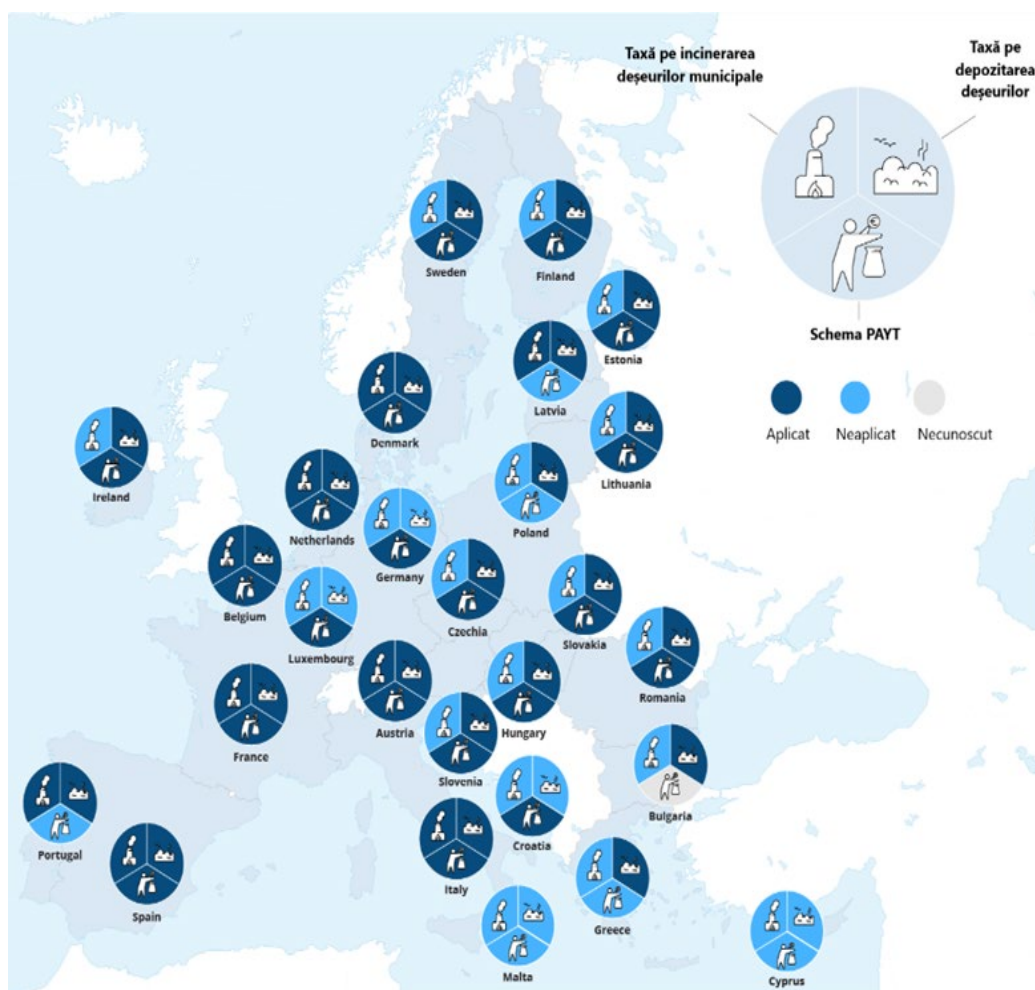 Taxă pe incinerarea
deșeurilor municipale
Taxă pe
depozitarea
deșeurilor
Schema PAYT
Aplicat
Neaplicat
Necunoscut
Sweden
Finland
Estonia
Latvia
Denmark
Lithuania
Ireland
Netherlands
Poland
Germany
Belgium
Czechia
Slovakia
Luxembourg
Romania
Austria
Hungary
France
Slovenia
Bulgaria
Croatia
Portugal
Italy
Spain
Greece
Malta
Cyprus